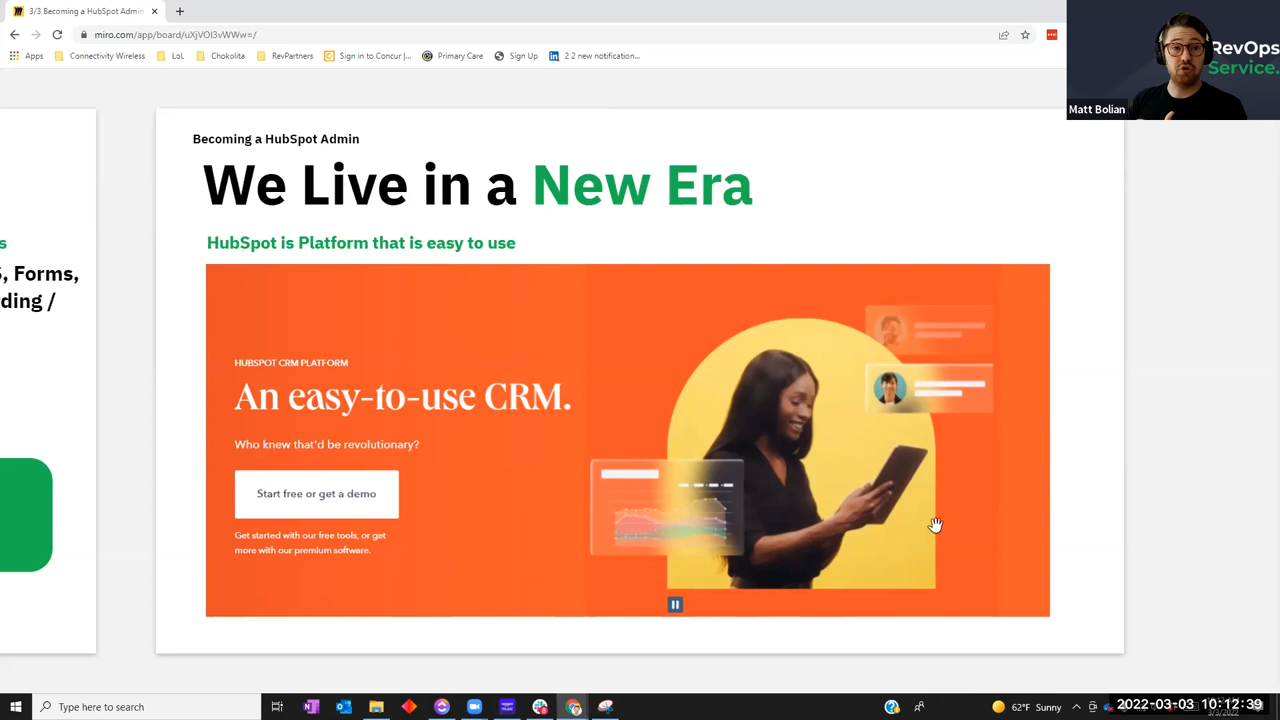 3/3 Becoming a HubSpot Admin
miro.com/app/board/uXjVOI3vWWw=/
Apps
Connectivity Wireless
LoL
Chokolita
RevPartners
Sign in to Concur |...
Primary Care
Sign Up
2 2 new notification...
RevOps
Service.
Matt Bolian
Becoming a HubSpot Admin
We Live in a New Era
HubSpot is Platform that is easy to use
s
S, Forms,
ding /
HUBSPOT CRM PLATFORM
An easy-to-use CRM.
Who knew that'd be revolutionary?
Start free or get a demo
Get started with our free tools, or get
more with our premium software.
Type here to search
62°F Sunny
2022-03-03 10:12:39